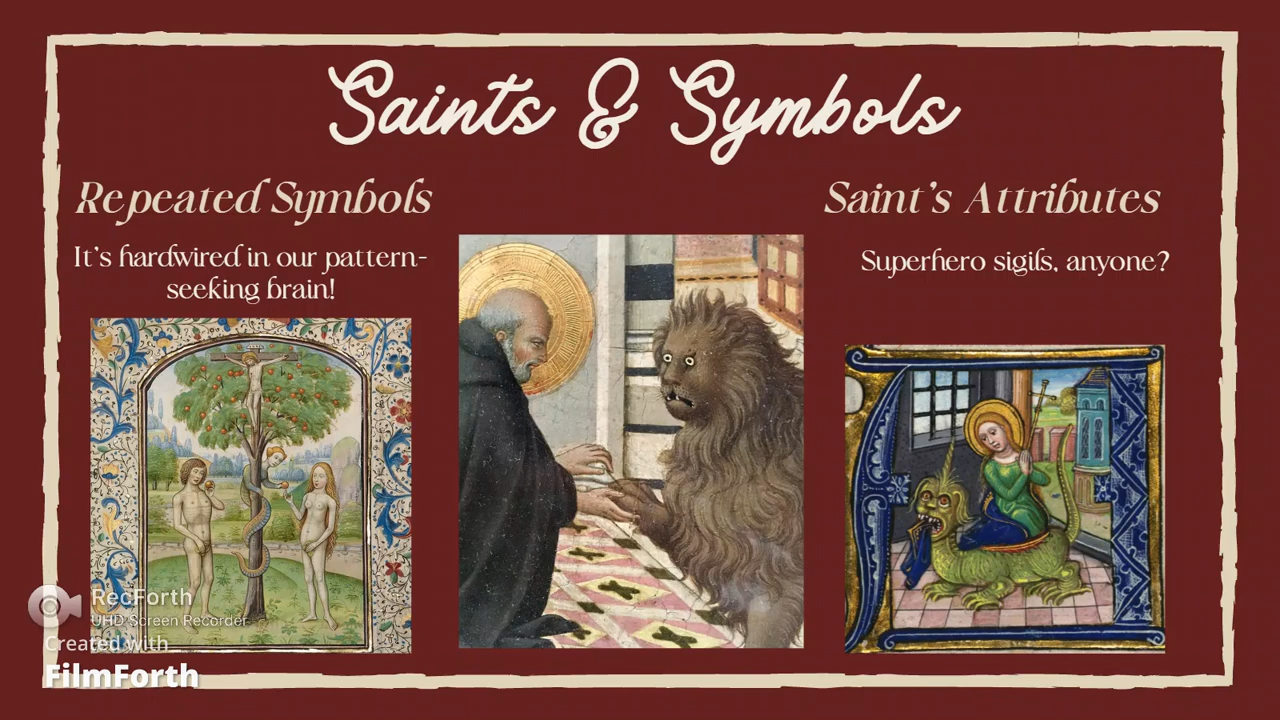 Saints & Symbols
Repeated Symbols
It's hardwired in our pattern-
seeking brain!
Saint's Attributes
Superhero sigils, anyone?
RecForth
UHD Screen Recorder
Created with
FilmForth